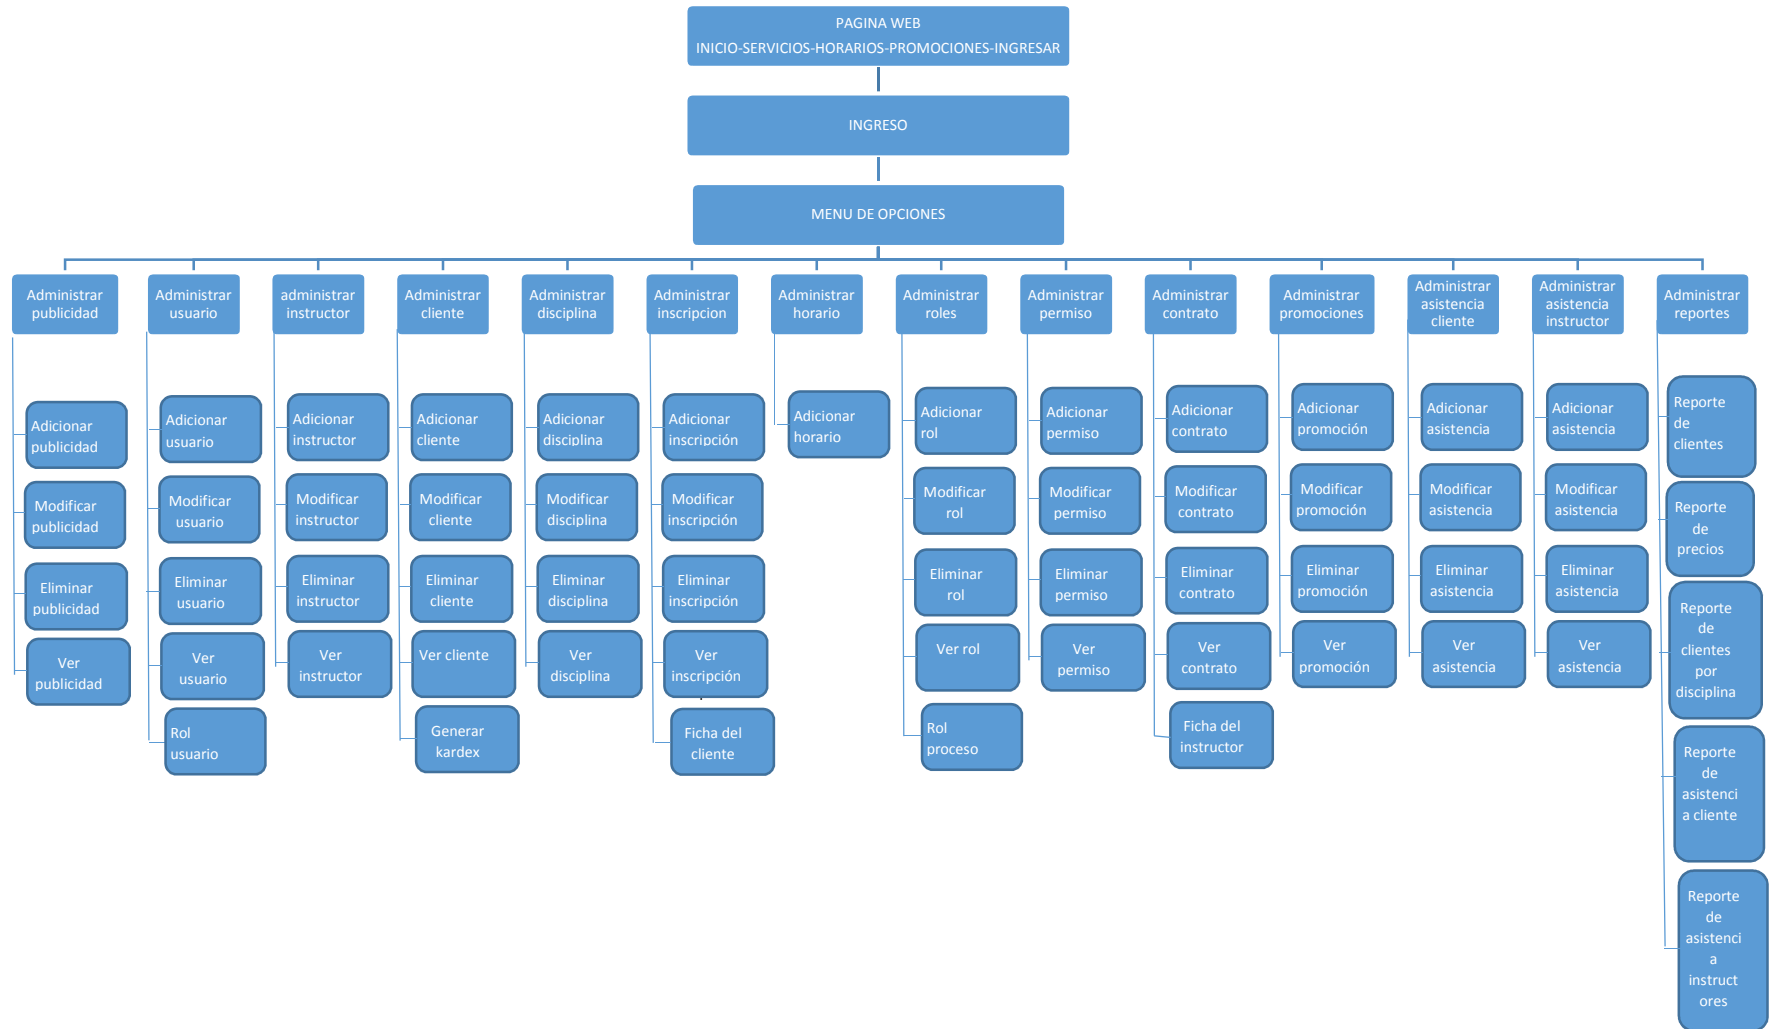 PAGINA WEB
INICIO-SERVICIOS-HORARIOS-PROMOCIONES-INGRESAR
INGRESO
MENU DE OPCIONES
Administrar
publicidad
Administrar
usuario
administrar
instructor
Administrar
cliente
Administrar
disciplina
Administrar
inscripcion
Administrar
horario
Administrar
roles
Administrar
permiso
Administrar
contrato
Administrar
promociones
Administrar
asistencia
cliente
Administrar
asistencia
instructor
Administrar
reportes
Adicionar
publicidad
Modificar
publicidad
Eliminar
publicidad
Ver
publicidad
Adicionar
usuario
Modificar
usuario
Eliminar
usuario
Ver
usuario
Rol
usuario
Adicionar
instructor
Modificar
instructor
Eliminar
instructor
Ver
instructor
Adicionar
cliente
Modificar
cliente
Eliminar
cliente
Ver cliente
Generar
kardex
Adicionar
disciplina
Modificar
disciplina
Eliminar
disciplina
Ver
disciplina
Adicionar
inscripción
Modificar
inscripción
Eliminar
inscripción
Ver
inscripción
Ficha del
cliente
Adicionar
horario
Adicionar
rol
Modificar
rol
Eliminar
rol
Ver rol
Rol
proceso
Adicionar
permiso
Modificar
permiso
Eliminar
permiso
Ver
permiso
Adicionar
contrato
Modificar
contrato
Eliminar
contrato
Ver
contrato
Ficha del
instructor
Adicionar
promoción
Modificar
promoción
Eliminar
promoción
Ver
promoción
Adicionar
asistencia
Modificar
asistencia
Eliminar
asistencia
Ver
asistencia
Adicionar
asistencia
Modificar
asistencia
Eliminar
asistencia
Ver
asistencia
Reporte
de
clientes
Reporte
de
precios
Reporte
de
clientes
por
disciplina
Reporte
de
asistenci
a cliente
Reporte
de
asistenci
a
instruct
ores